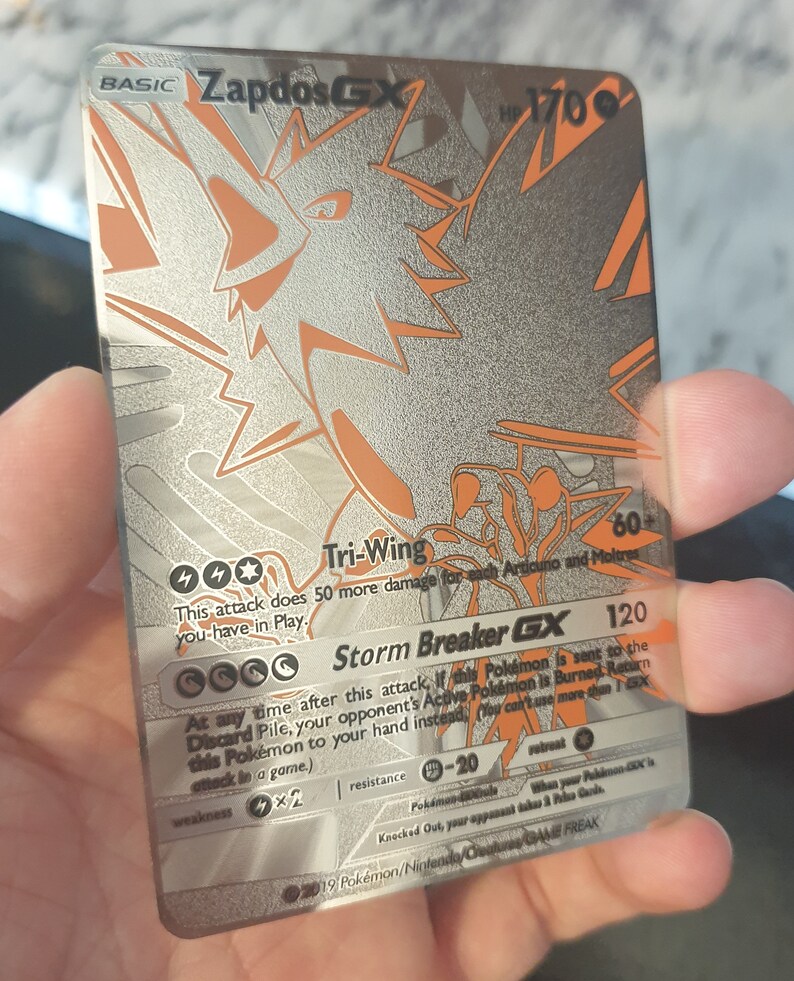 BASIC ZapdosGX HP 170
Tri-Wing 60+
This attack does 50 more damage for each Articuno and Moltres
you have in Play.
Storm Breaker GX 120
At any time after this attack, if this Pokémon is sent to the
Discard Pile, your opponent's Active Pokémon is Burned. Return
this Pokémon to your hand instead. (You can't use more than 1 GX
attack in a game.)
weakness ×2 resistance -20 retreat
When your Pokémon-GX is
Knocked Out, your opponent takes 2 Prize Cards.
©2019 Pokémon/Nintendo/Creatures/GAME FREAK